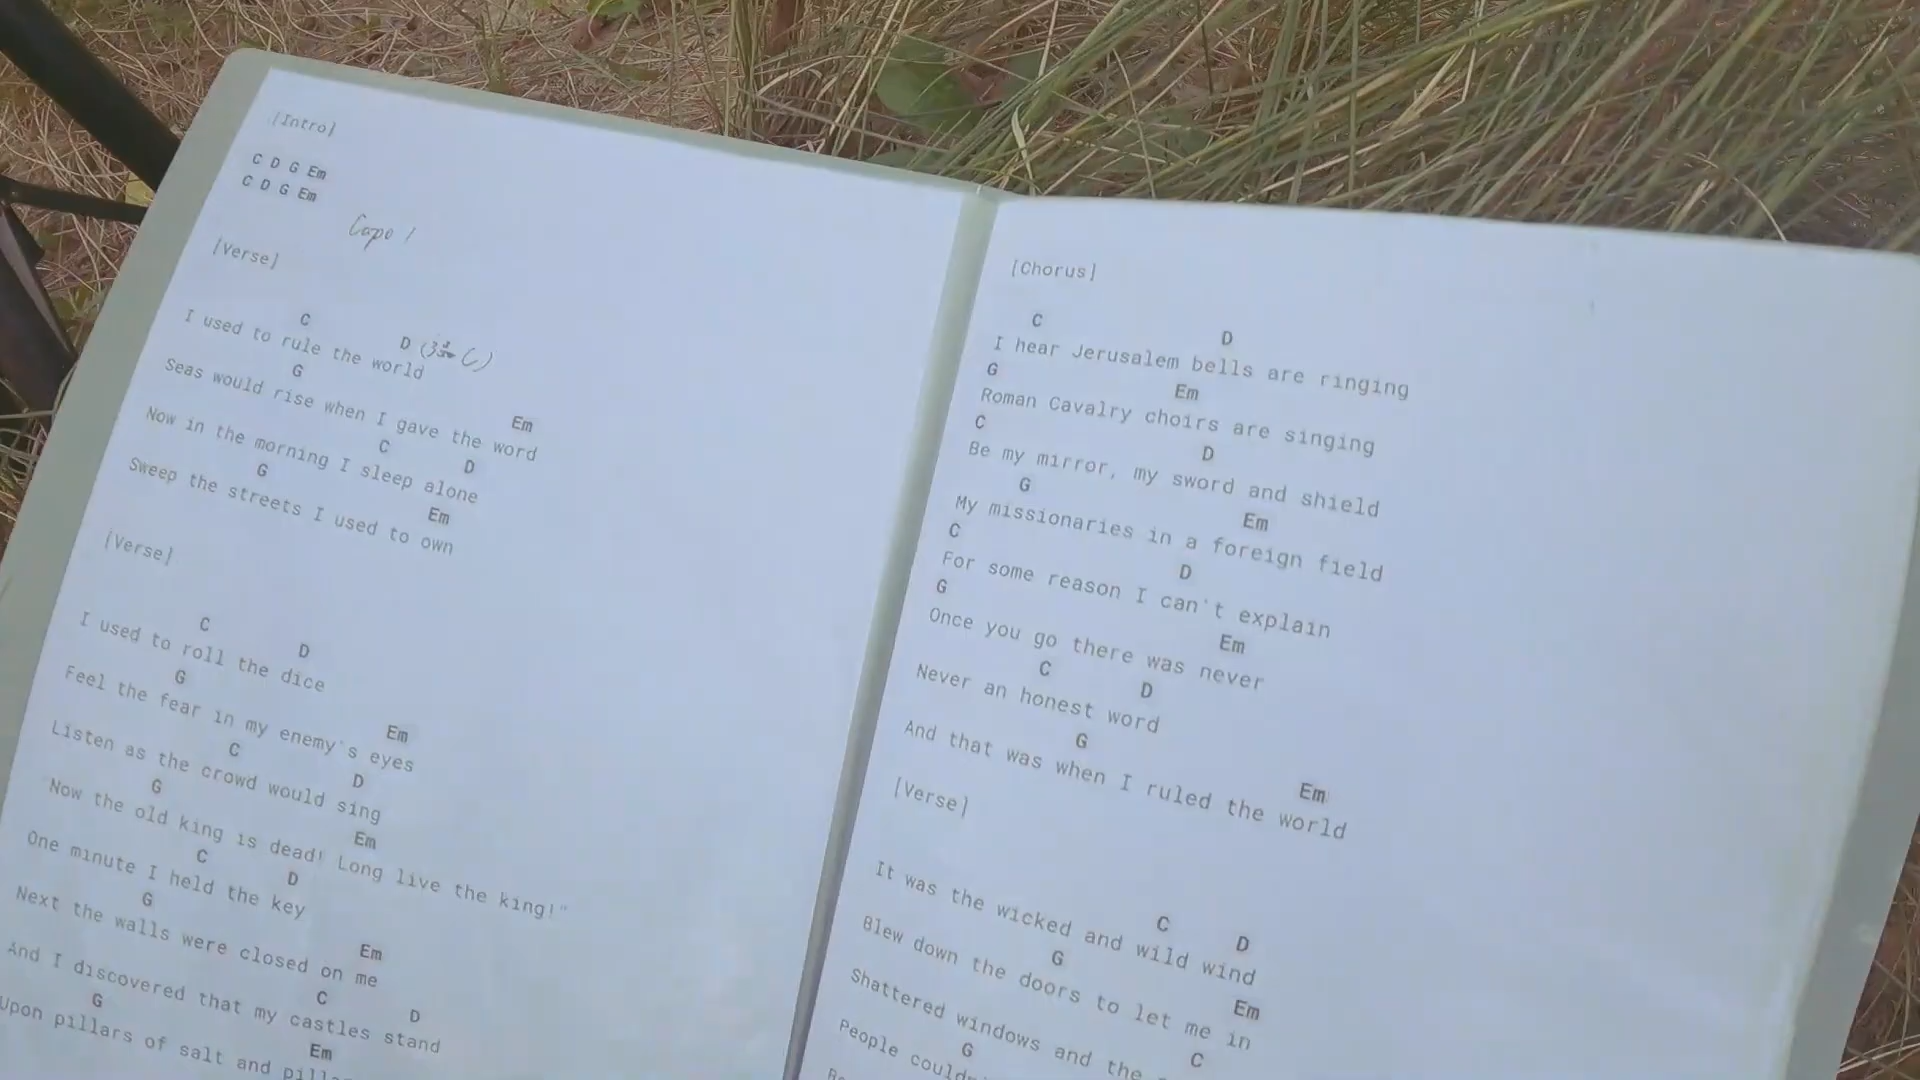 [Intro]
C D G Em
C D G Em
Capo 1
[Verse]
C D
I used to rule the world
G Em
Seas would rise when I gave the word
C D
Now in the morning I sleep alone
G Em
Sweep the streets I used to own
[Verse]
C D
I used to roll the dice
G Em
Feel the fear in my enemy's eyes
C D
Listen as the crowd would sing
G Em
Now the old king is dead! Long live the king!"
C D
One minute I held the key
G Em
Next the walls were closed on me
C D
And I discovered that my castles stand
G Em
Upon pillars of salt and
[Chorus]
C D
I hear Jerusalem bells are ringing
G Em
Roman Cavalry choirs are singing
C D
Be my mirror, my sword and shield
G Em
My missionaries in a foreign field
C D
For some reason I can't explain
G Em
Once you go there was never
C D
Never an honest word
G Em
And that was when I ruled the world
[Verse]
C D
It was the wicked and wild wind
G Em
Blew down the doors to let me in
C
Shattered windows and the
G
People